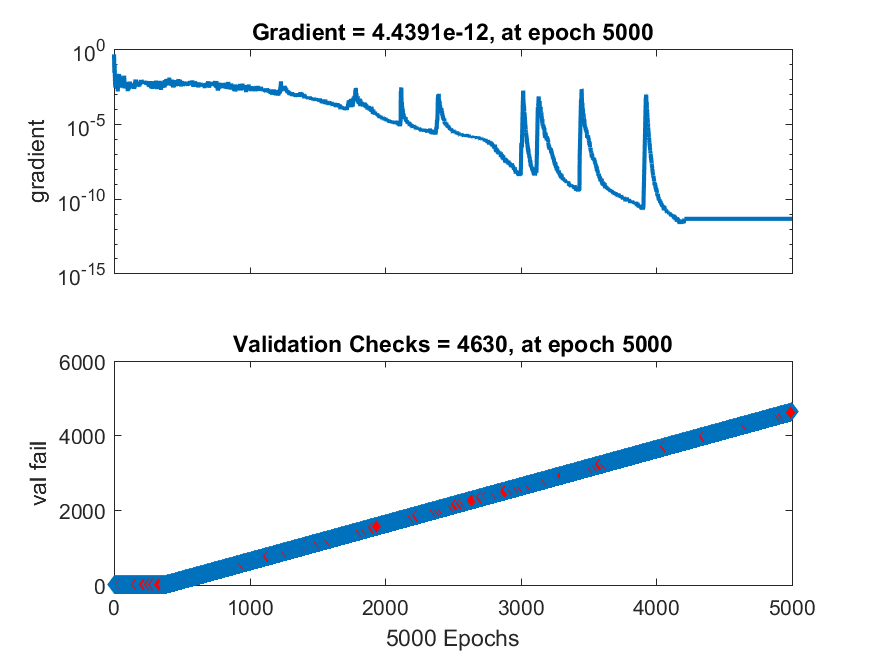 Gradient = 4.4391e-12, at epoch 5000
10^0
10^-5
10^-10
10^-15
gradient
Validation Checks = 4630, at epoch 5000
6000
4000
2000
0
val fail
0 1000 2000 3000 4000 5000
5000 Epochs